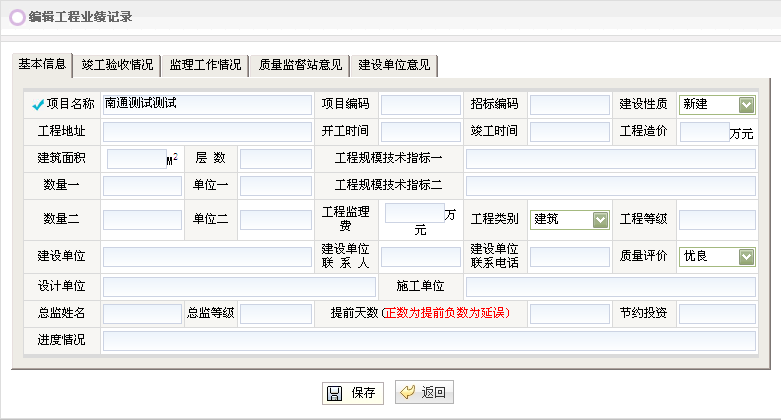 编辑工程业绩记录
基本信息 竣工验收情况 监理工作情况 质量监督站意见 建设单位意见
项目名称 南通测试测试 项目编码 招标编码 建设性质 新建
工程地址 开工时间 竣工时间 工程造价 万元
建筑面积 M² 层 数 工程规模技术指标一
数量一 单位一 工程规模技术指标二
数量二 单位二 工程监理费 万元 工程类别 建筑 工程等级
建设单位 建设单位联 系 人 建设单位联系电话 质量评价 优良
设计单位 施工单位
总监姓名 总监等级 提前天数(正数为提前负数为延误) 节约投资
进度情况
保存 返回